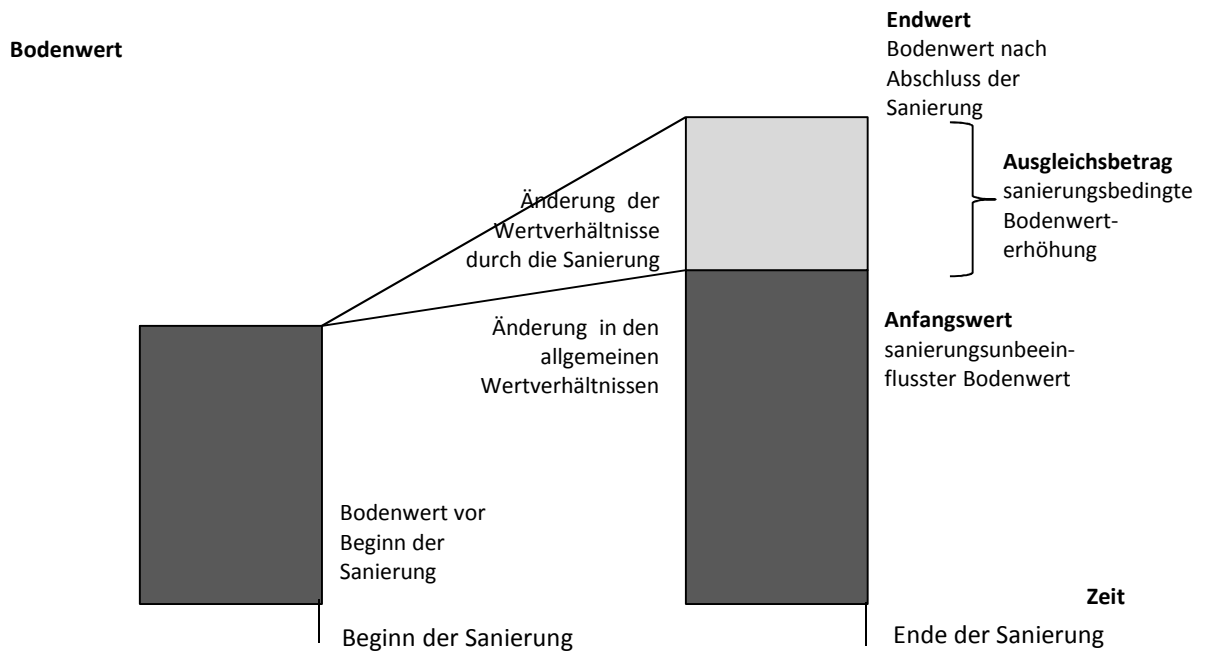 Bodenwert
Endwert
Bodenwert nach
Abschluss der
Sanierung
Ausgleichsbetrag
sanierungsbedingte
Bodenwert-
erhöhung
Änderung der
Wertverhältnisse
durch die Sanierung
Änderung in den
allgemeinen
Wertverhältnissen
Anfangswert
sanierungsunbeein-
flusster Bodenwert
Bodenwert vor
Beginn der
Sanierung
Zeit
Beginn der Sanierung
Ende der Sanierung